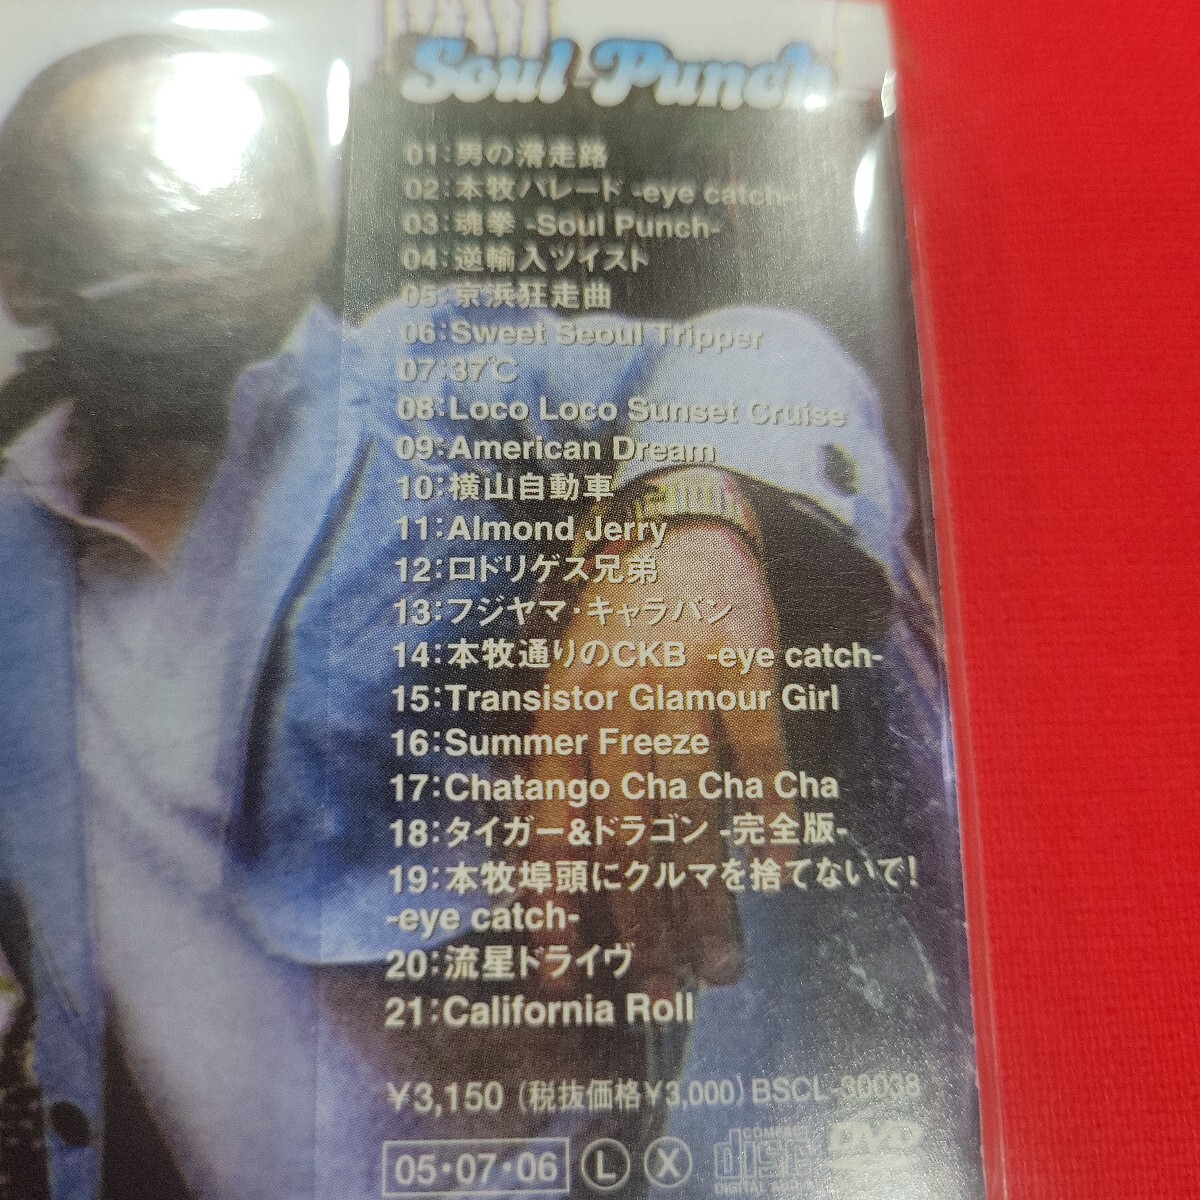 Soul-Punch
01:男の滑走路
02:本牧パレード -eye catch-
03:魂拳 -Soul Punch-
04:逆輸入ツイスト
05:京浜狂走曲
06:Sweet Seoul Tripper
07:37℃
08:Loco Loco Sunset Cruise
09:American Dream
10:横山自動車
11:Almond Jerry
12:ロドリゲス兄弟
13:フジヤマ・キャラバン
14:本牧通りのCKB -eye catch-
15:Transistor Glamour Girl
16:Summer Freeze
17:Chatango Cha Cha Cha
18:タイガー&ドラゴン -完全版-
19:本牧埠頭にクルマを捨てないで!
-eye catch-
20:流星ドライヴ
21:California Roll
¥3,150 (税抜価格¥3,000) BSCL-30038
05・07・06 L X COMPACT disc DIGITAL AUDIO DVD